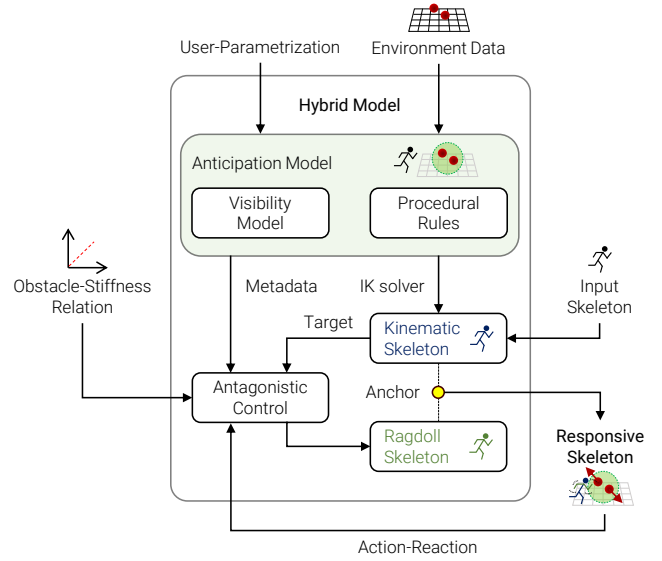 User-Parametrization
Environment Data
Hybrid Model
Anticipation Model
Visibility
Model
Procedural
Rules
Obstacle-Stiffness
Relation
Metadata
IK solver
Input
Skeleton
Target
Kinematic
Skeleton
Antagonistic
Control
Anchor
Ragdoll
Skeleton
Responsive
Skeleton
Action-Reaction